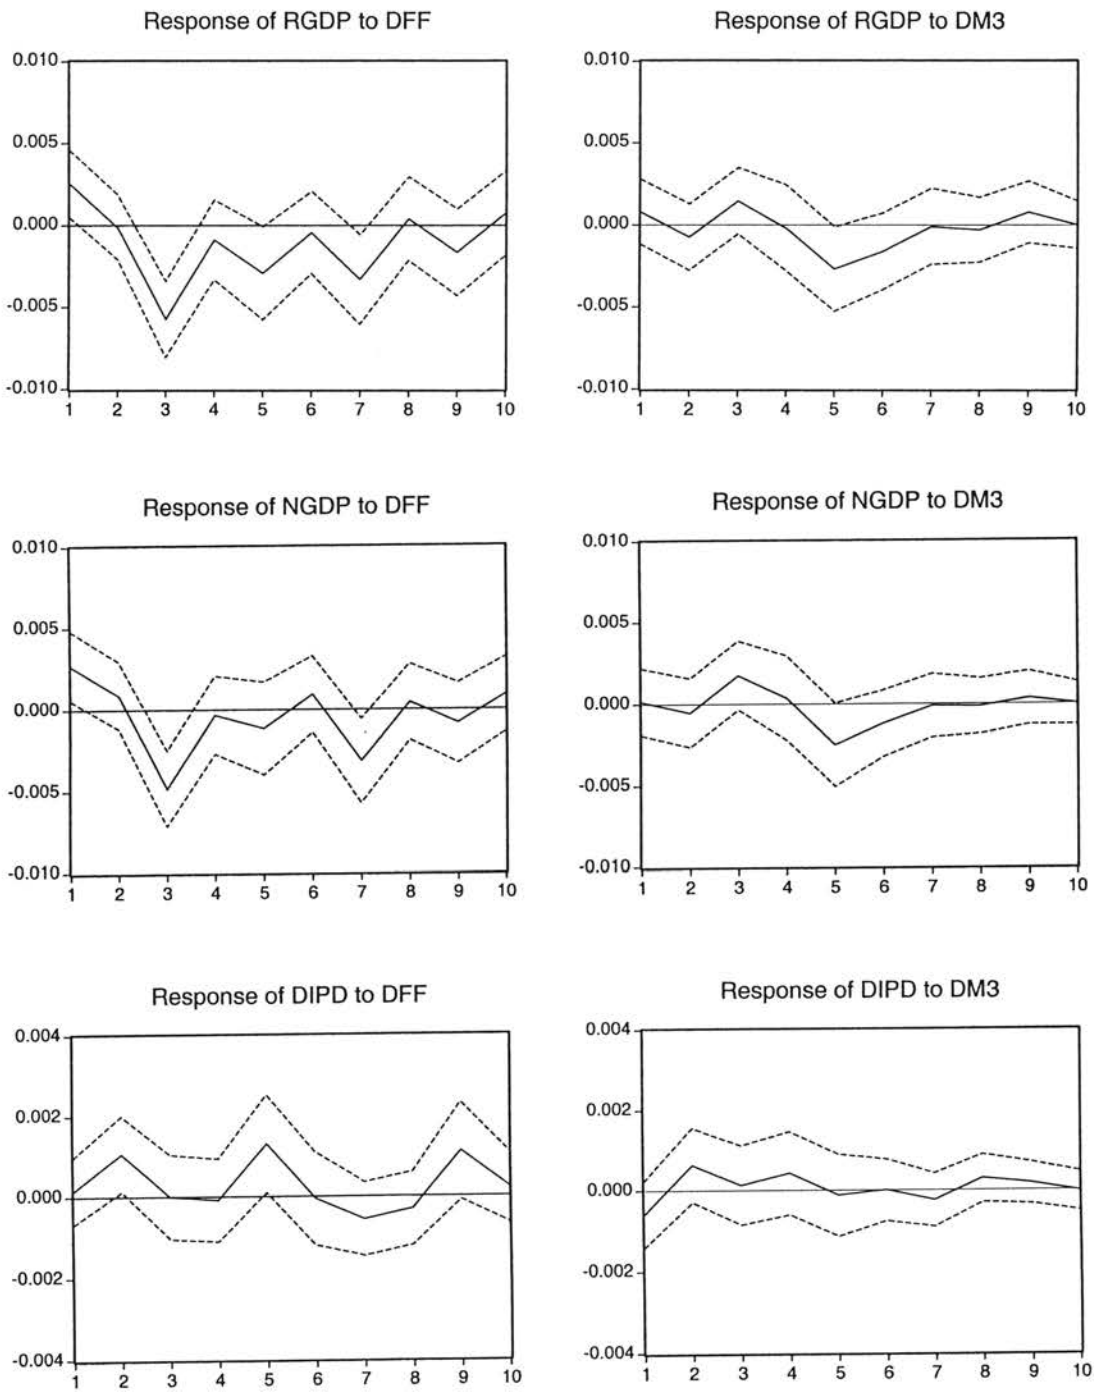 Response of RGDP to DFF
0.010
0.005
0.000
-0.005
-0.010
1 2 3 4 5 6 7 8 9 10
Response of RGDP to DM3
0.010
0.005
0.000
-0.005
-0.010
1 2 3 4 5 6 7 8 9 10
Response of NGDP to DFF
0.010
0.005
0.000
-0.005
-0.010
1 2 3 4 5 6 7 8 9 10
Response of NGDP to DM3
0.010
0.005
0.000
-0.005
-0.010
1 2 3 4 5 6 7 8 9 10
Response of DIPD to DFF
0.004
0.002
0.000
-0.002
-0.004
1 2 3 4 5 6 7 8 9 10
Response of DIPD to DM3
0.004
0.002
0.000
-0.002
-0.004
1 2 3 4 5 6 7 8 9 10